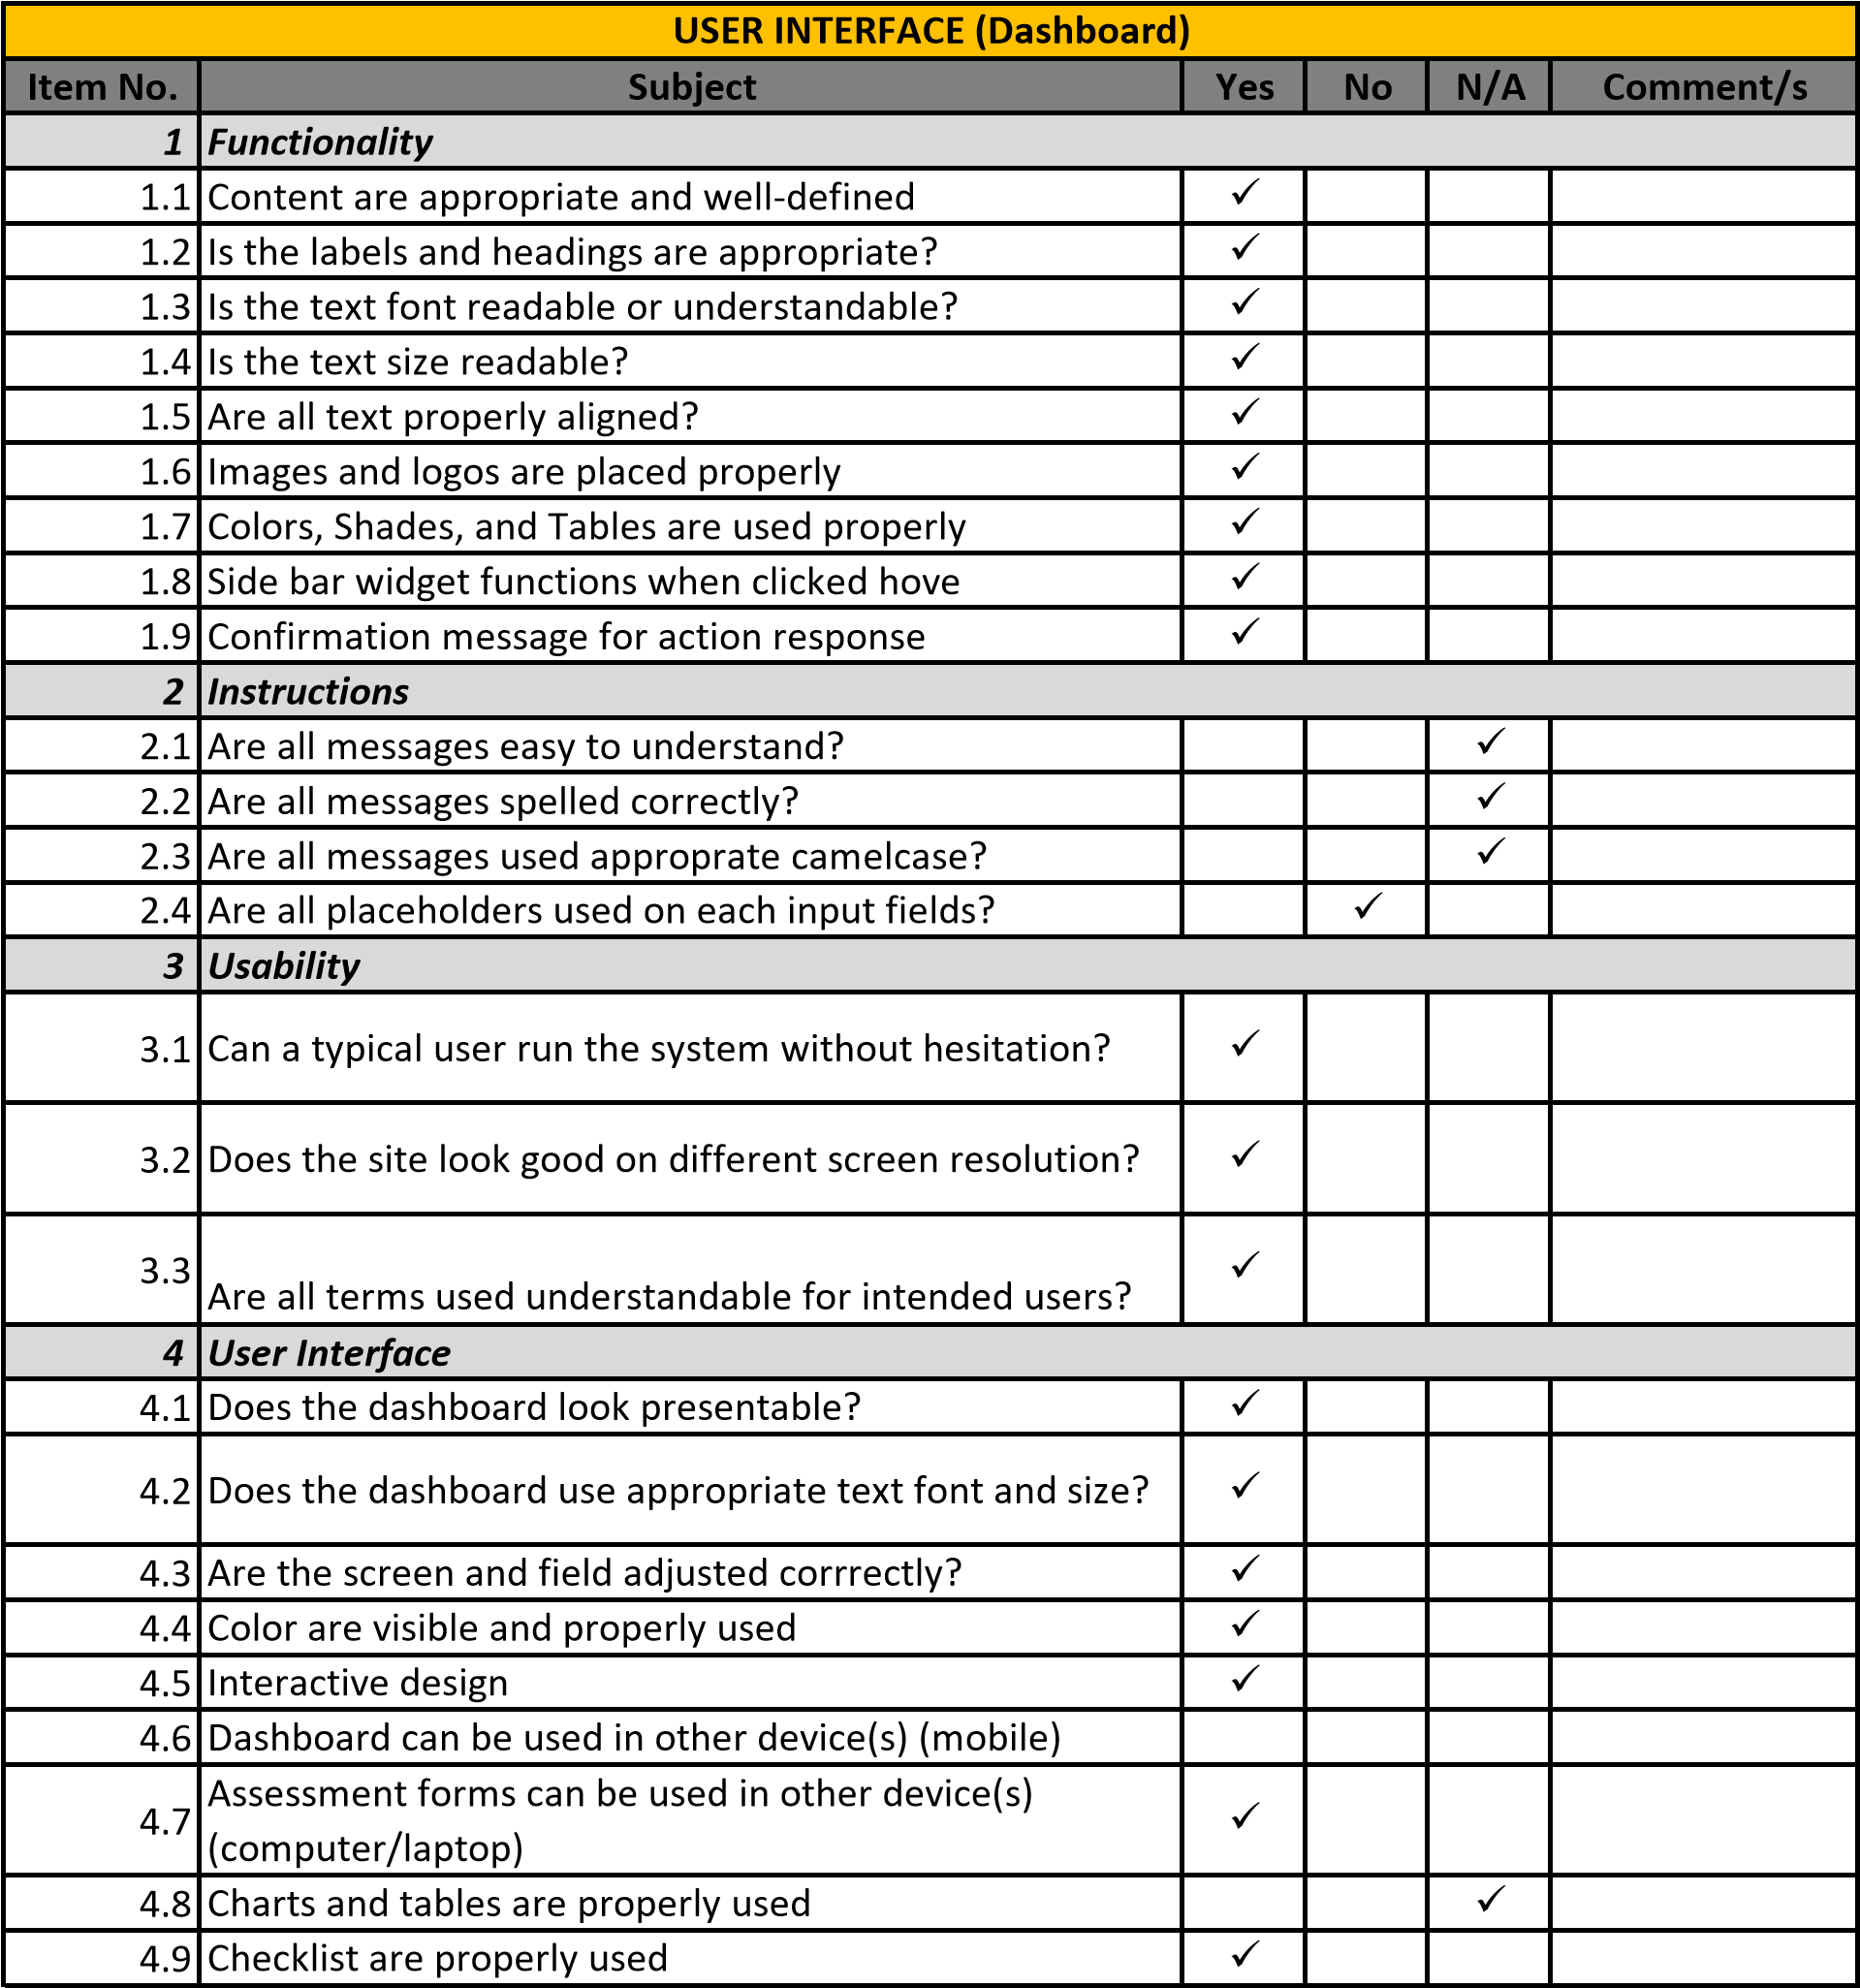 USER INTERFACE (Dashboard)
Item No. Subject Yes No N/A Comment/s
1 Functionality
1.1 Content are appropriate and well-defined ✓
1.2 Is the labels and headings are appropriate? ✓
1.3 Is the text font readable or understandable? ✓
1.4 Is the text size readable? ✓
1.5 Are all text properly aligned? ✓
1.6 Images and logos are placed properly ✓
1.7 Colors, Shades, and Tables are used properly ✓
1.8 Side bar widget functions when clicked hove ✓
1.9 Confirmation message for action response ✓
2 Instructions
2.1 Are all messages easy to understand? ✓
2.2 Are all messages spelled correctly? ✓
2.3 Are all messages used approprate camelcase? ✓
2.4 Are all placeholders used on each input fields? ✓
3 Usability
3.1 Can a typical user run the system without hesitation? ✓
3.2 Does the site look good on different screen resolution? ✓
3.3 Are all terms used understandable for intended users? ✓
4 User Interface
4.1 Does the dashboard look presentable? ✓
4.2 Does the dashboard use appropriate text font and size? ✓
4.3 Are the screen and field adjusted corrrectly? ✓
4.4 Color are visible and properly used ✓
4.5 Interactive design ✓
4.6 Dashboard can be used in other device(s) (mobile)
4.7 Assessment forms can be used in other device(s)
(computer/laptop) ✓
4.8 Charts and tables are properly used ✓
4.9 Checklist are properly used ✓